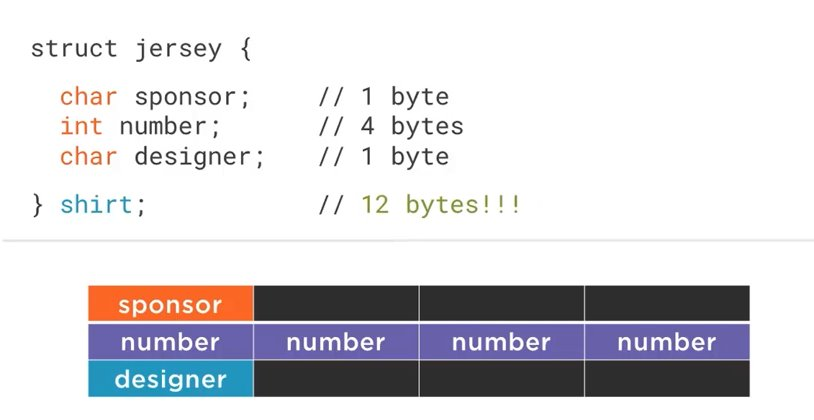 struct jersey {
char sponsor; // 1 byte
int number; // 4 bytes
char designer; // 1 byte
} shirt; // 12 bytes!!!
sponsor
number number number number
designer